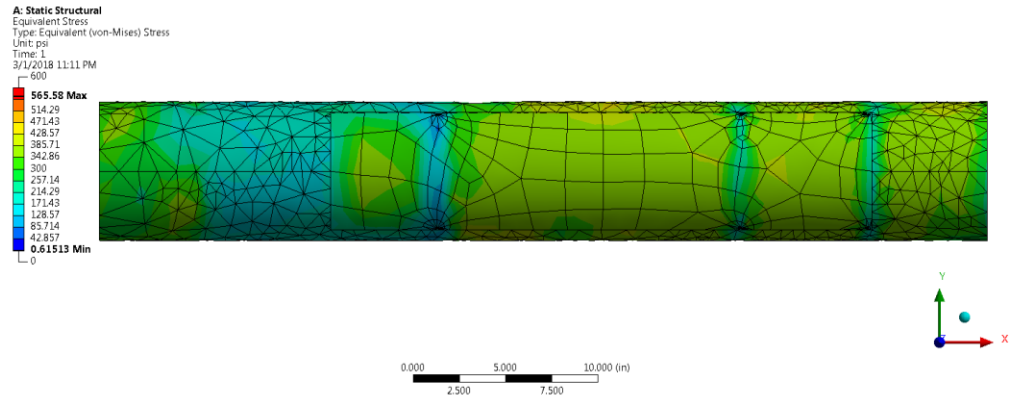 A: Static Structural
Equivalent Stress
Type: Equivalent (von-Mises) Stress
Unit: psi
Time: 1
3/1/2018 11:11 PM
600
565.58 Max
514.29
471.43
428.57
385.71
342.86
300
257.14
214.29
171.43
128.57
85.714
42.857
0.61513 Min
0
Y
X
0.000 5.000 10.000 (in)
2.500 7.500